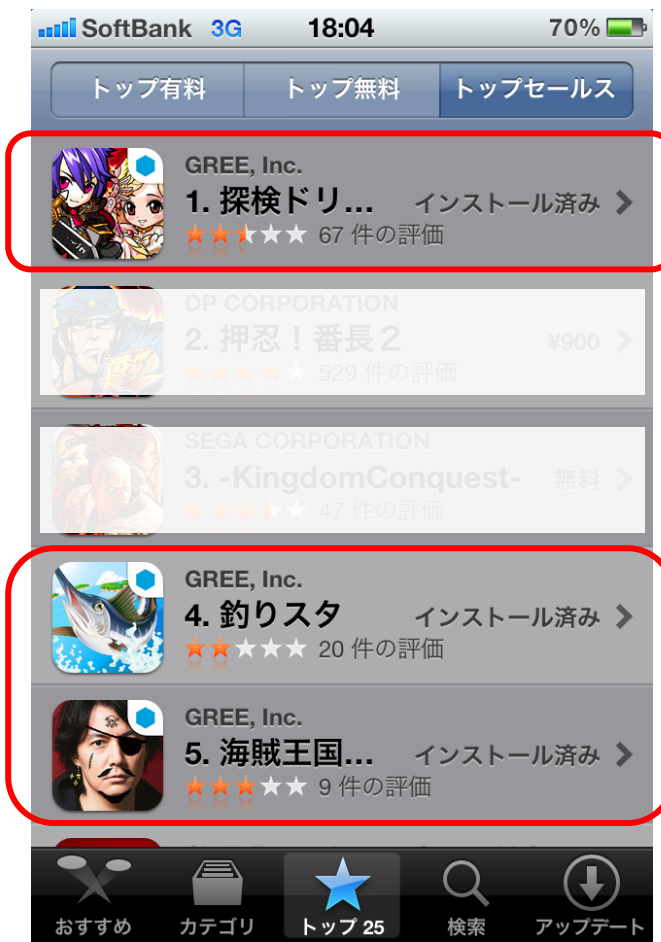 SoftBank 3G 18:04 70%
トップ有料 トップ無料 トップセールス
GREE, Inc.
1. 探検ドリ... インストール済み
67 件の評価
DP CORPORATION
2. 押忍！番長２ ¥900
529 件の評価
SEGA CORPORATION
3. -KingdomConquest- 無料
47 件の評価
GREE, Inc.
4. 釣りスタ インストール済み
20 件の評価
GREE, Inc.
5. 海賊王国... インストール済み
9 件の評価
おすすめ カテゴリ トップ 25 検索 アップデート